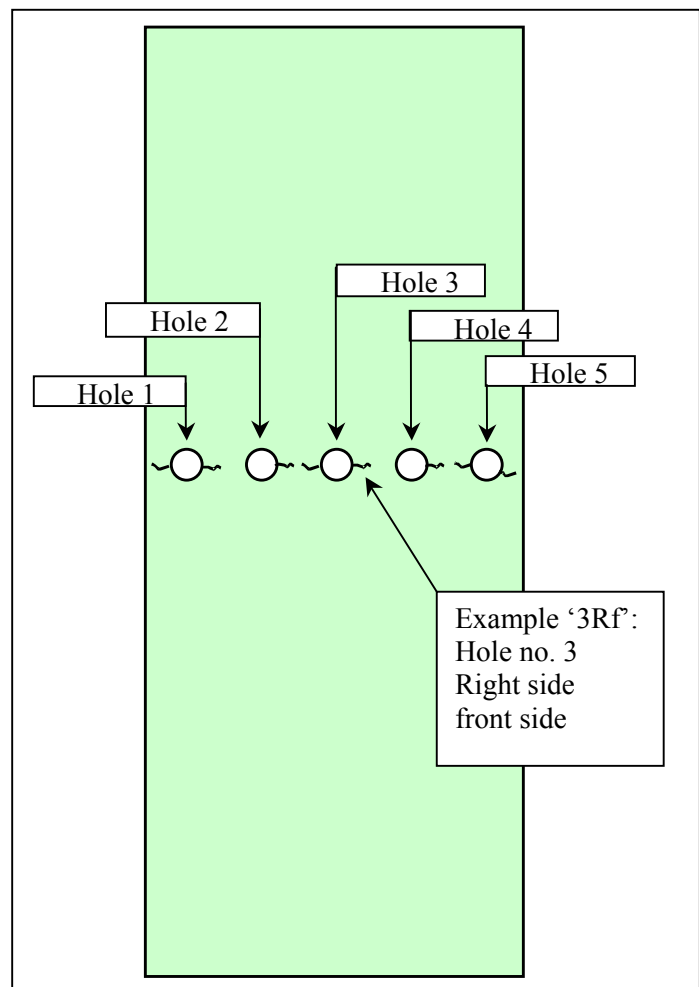 Hole 3
Hole 2
Hole 4
Hole 5
Hole 1
Example ‘3Rf’:
Hole no. 3
Right side
front side